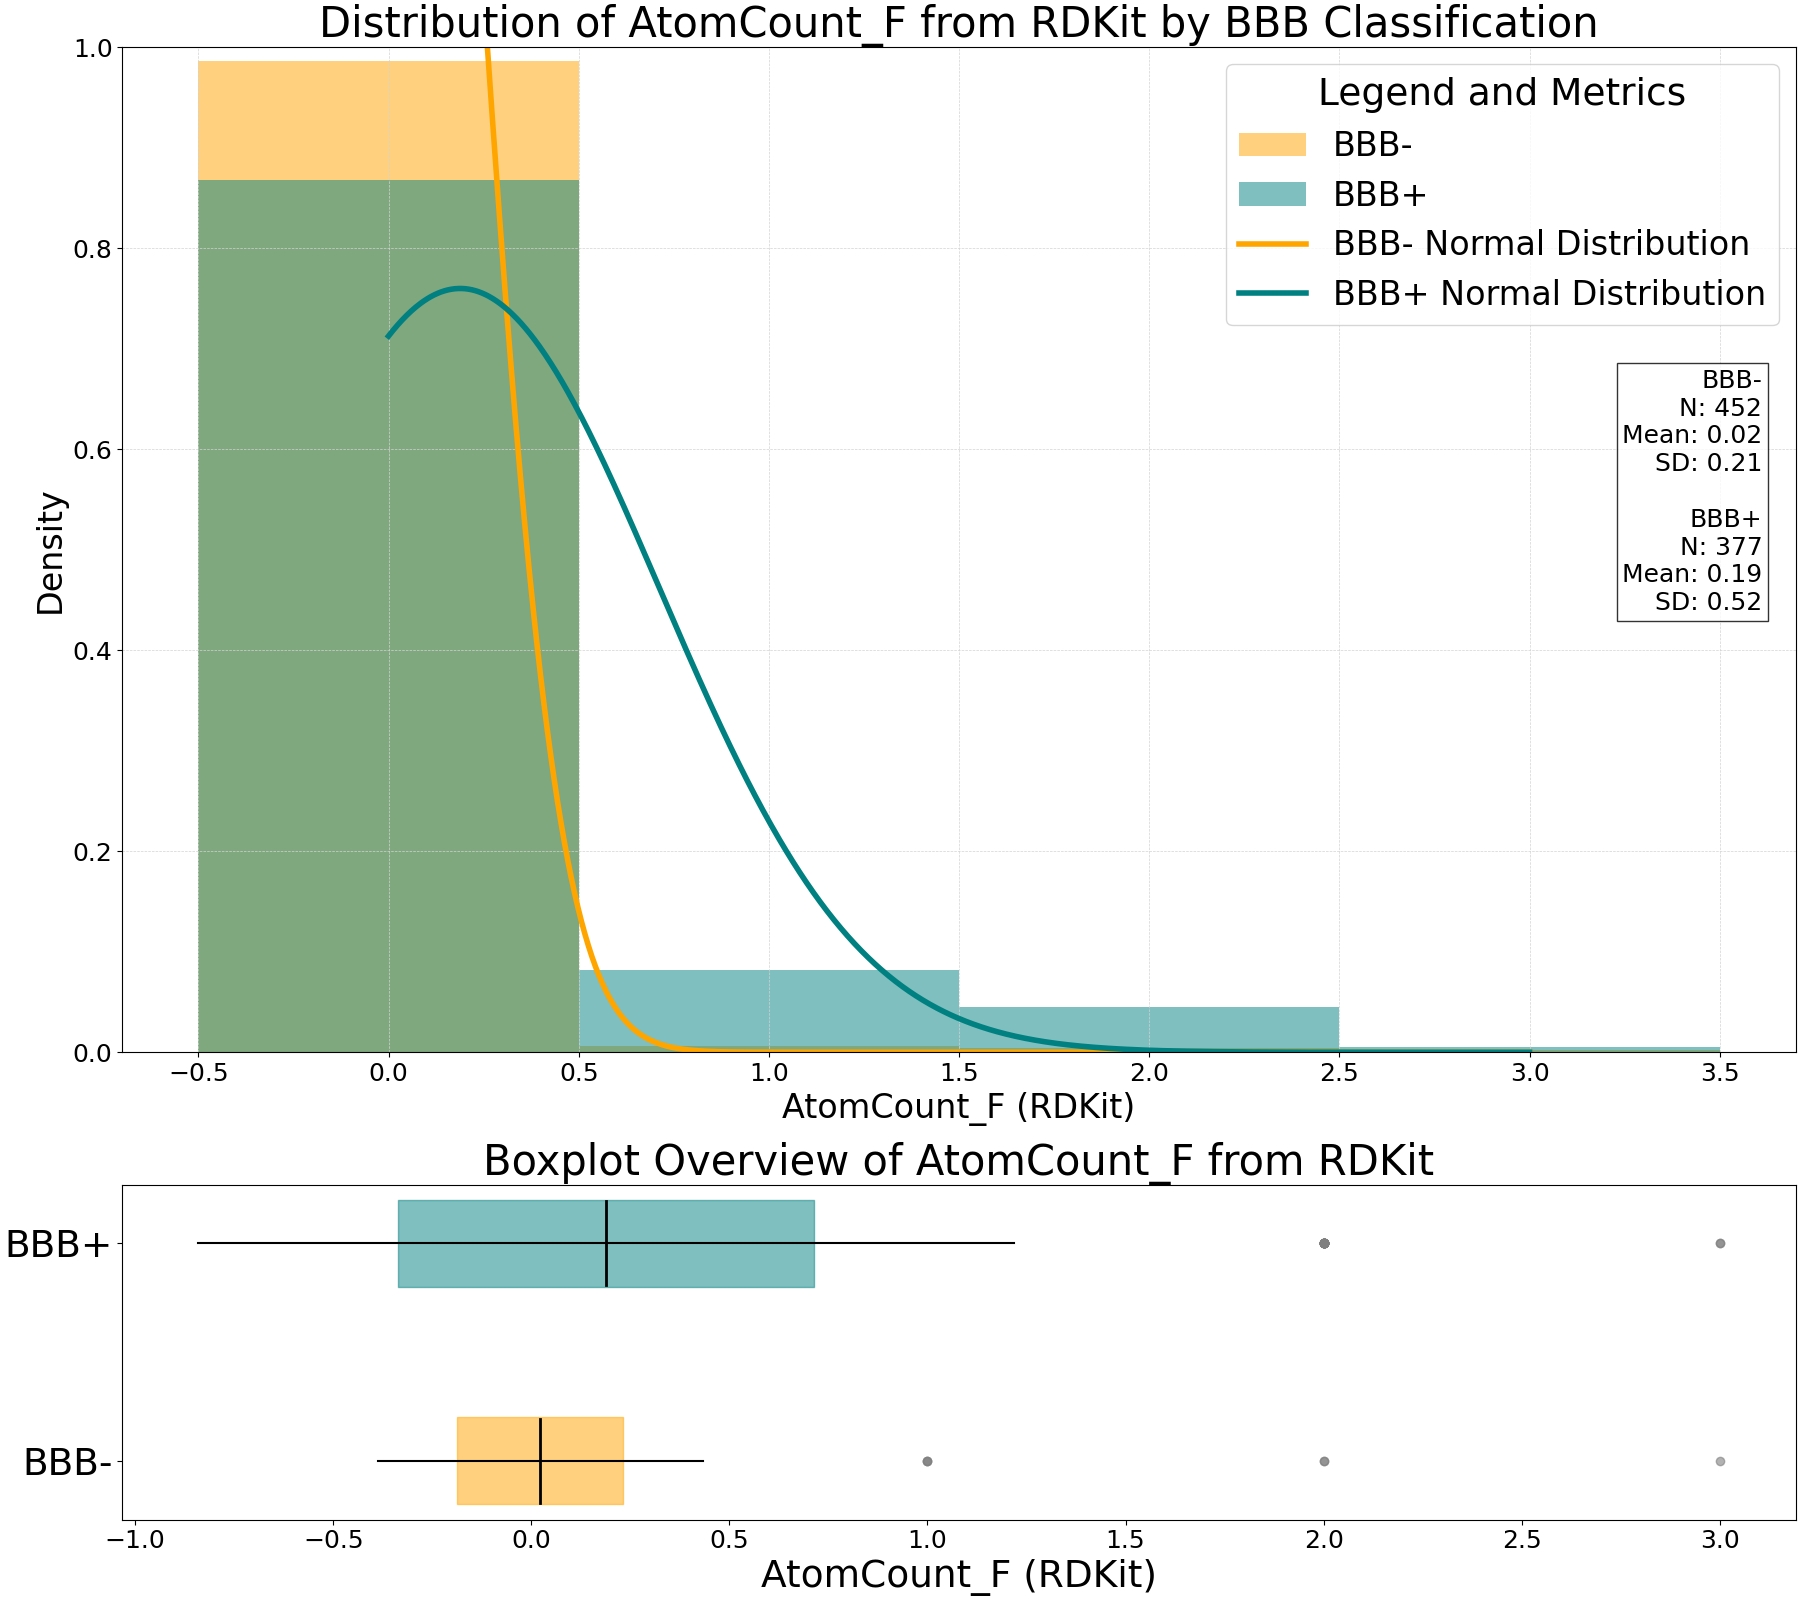 Distribution of AtomCount_F from RDKit by BBB Classification
1.0
0.8
0.6
0.4
0.2
0.0
Density
Legend and Metrics
BBB-
BBB+
BBB- Normal Distribution
BBB+ Normal Distribution
BBB-
N: 452
Mean: 0.02
SD: 0.21
BBB+
N: 377
Mean: 0.19
SD: 0.52
−0.5 0.0 0.5 1.0 1.5 2.0 2.5 3.0 3.5
AtomCount_F (RDKit)
Boxplot Overview of AtomCount_F from RDKit
BBB+
BBB-
−1.0 −0.5 0.0 0.5 1.0 1.5 2.0 2.5 3.0
AtomCount_F (RDKit)